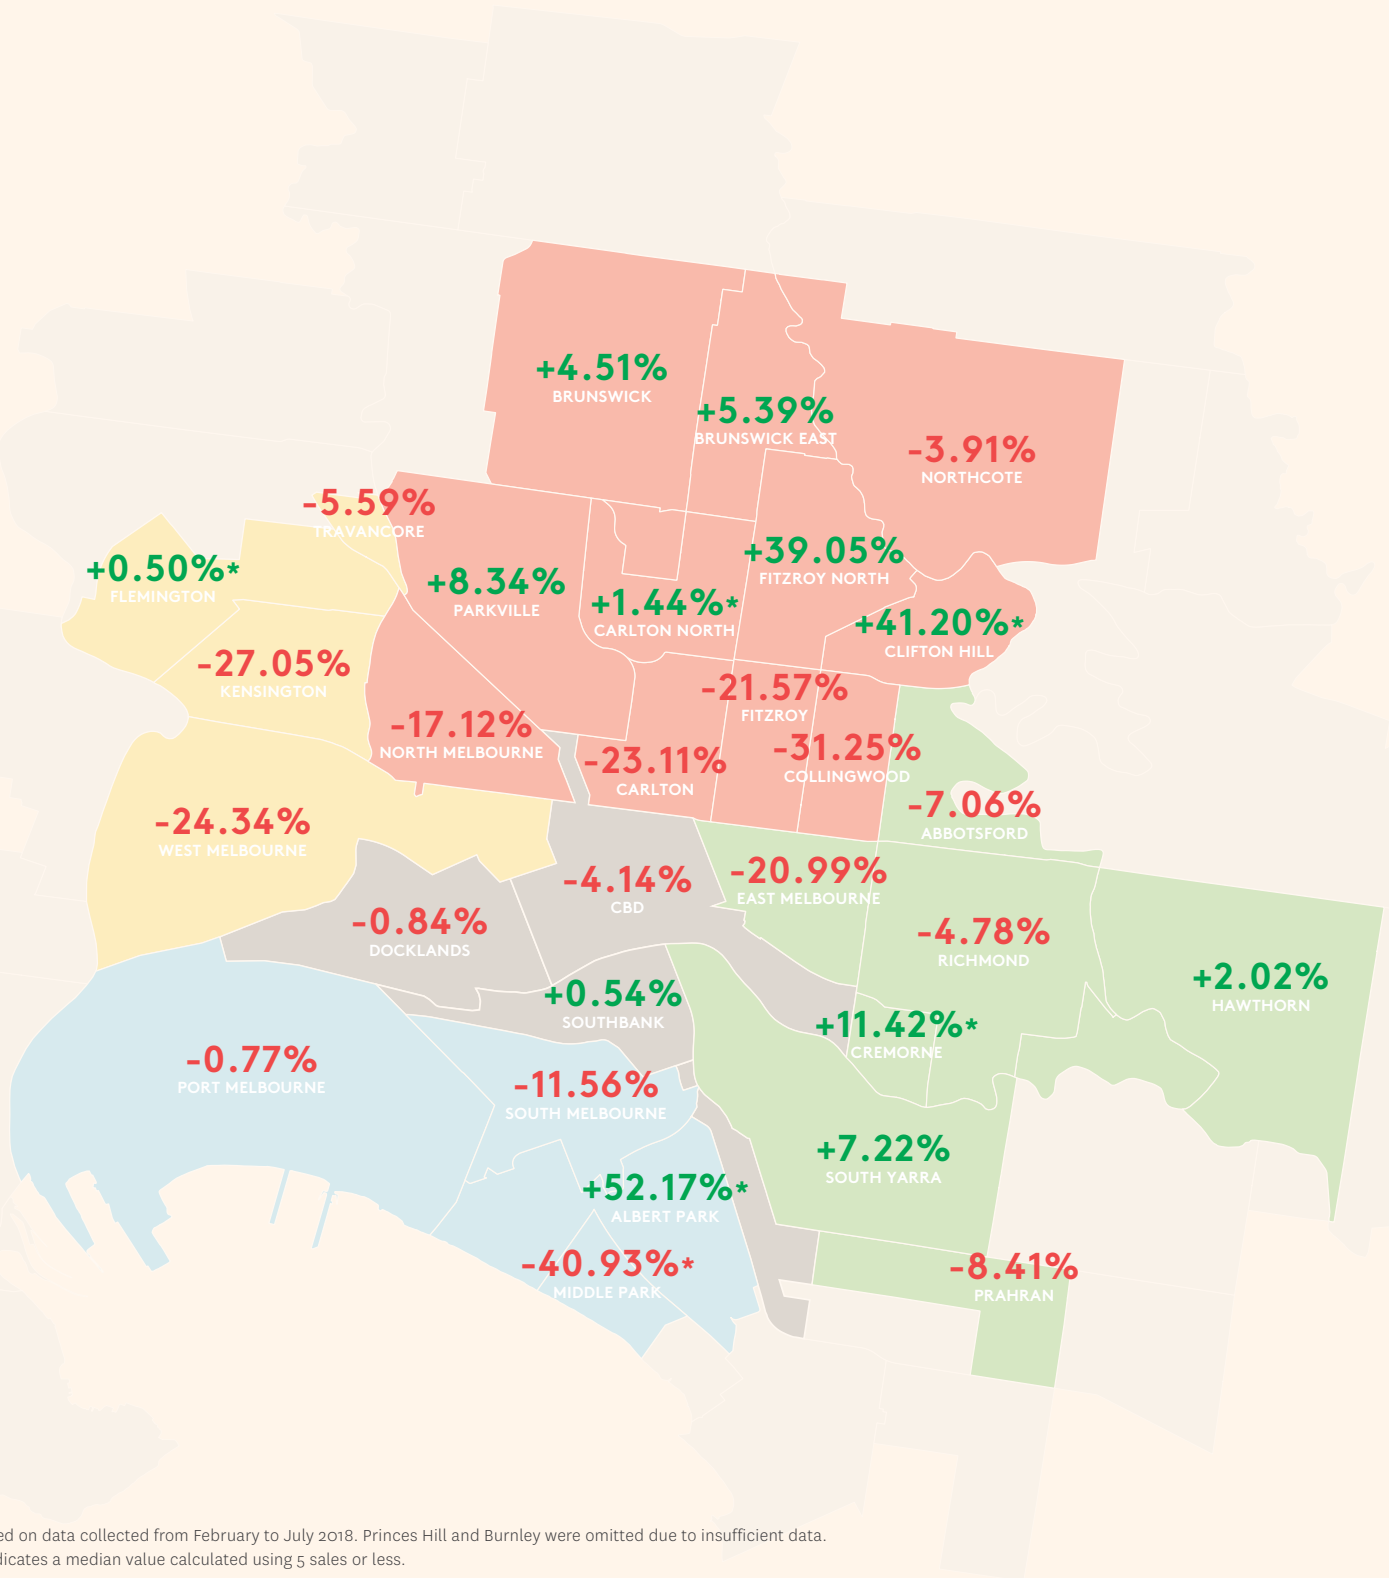 +4.51%
BRUNSWICK
+5.39%
BRUNSWICK EAST
-3.91%
NORTHCOTE
-5.59%
TRAVANCORE
+0.50%*
FLEMINGTON
+8.34%
PARKVILLE
+39.05%
FITZROY NORTH
+1.44%*
CARLTON NORTH
+41.20%*
CLIFTON HILL
-27.05%
KENSINGTON
-21.57%
FITZROY
-17.12%
NORTH MELBOURNE
-23.11%
CARLTON
-31.25%
COLLINGWOOD
-7.06%
ABBOTSFORD
-24.34%
WEST MELBOURNE
-4.14%
CBD
-20.99%
EAST MELBOURNE
-0.84%
DOCKLANDS
-4.78%
RICHMOND
+2.02%
HAWTHORN
+0.54%
SOUTHBANK
+11.42%*
CREMORNE
-0.77%
PORT MELBOURNE
-11.56%
SOUTH MELBOURNE
+7.22%
SOUTH YARRA
+52.17%*
ALBERT PARK
-40.93%*
MIDDLE PARK
-8.41%
PRAHRAN
ed on data collected from February to July 2018. Princes Hill and Burnley were omitted due to insufficient data.
dicates a median value calculated using 5 sales or less.